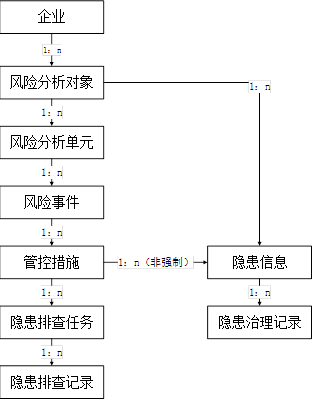 企业
1：n
风险分析对象
1：n
1：n
风险分析单元
1：n
风险事件
1：n
管控措施
1：n（非强制）
隐患信息
1：n
1：n
隐患排查任务
隐患治理记录
1：n
隐患排查记录